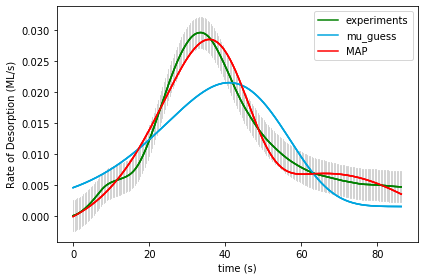 experiments
mu_guess
MAP
Rate of Desorption (ML/s)
0.030
0.025
0.020
0.015
0.010
0.005
0.000
0 20 40 60 80
time (s)